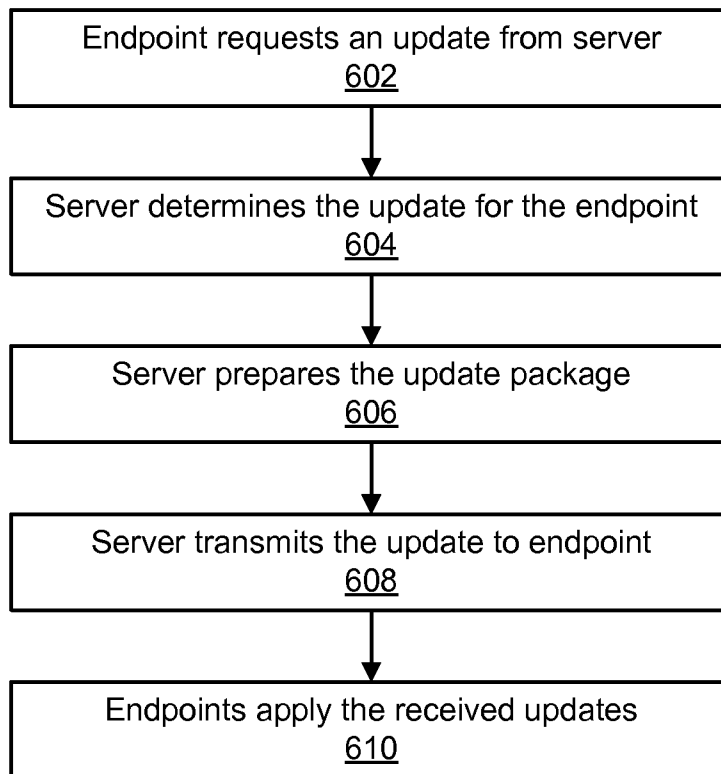 Endpoint requests an update from server
602
Server determines the update for the endpoint
604
Server prepares the update package
606
Server transmits the update to endpoint
608
Endpoints apply the received updates
610